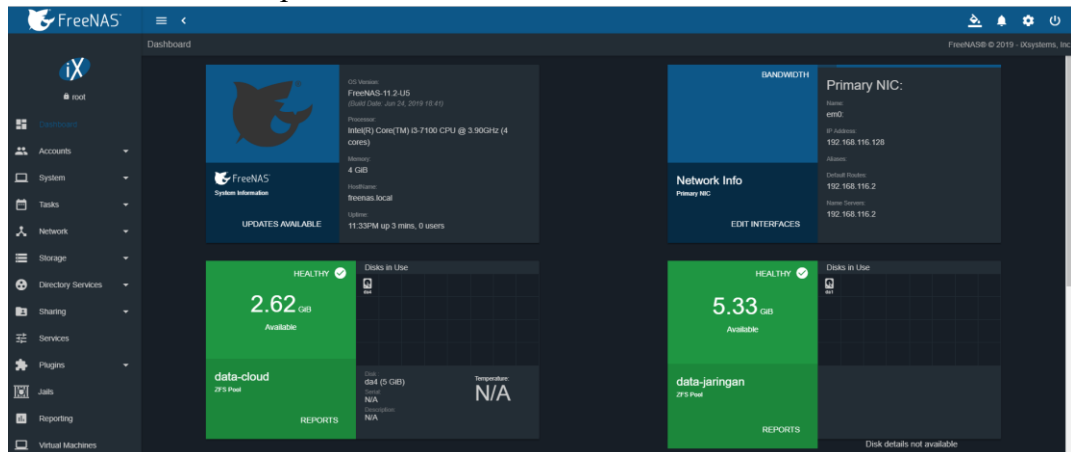 FreeNAS
Dashboard
FreeNAS® © 2019 - iXsystems, Inc
iX
root
Dashboard
Accounts
System
Tasks
Network
Storage
Directory Services
Sharing
Services
Plugins
Jails
Reporting
Virtual Machines
FreeNAS
System Information
UPDATES AVAILABLE
OS Version:
FreeNAS-11.2-U5
(Build Date: Jun 24, 2019 18:41)
Processor:
Intel(R) Core(TM) i3-7100 CPU @ 3.90GHz (4
cores)
Memory:
4 GiB
HostName:
freenas.local
Uptime:
11:33PM up 3 mins, 0 users
BANDWIDTH
Network Info
Primary NIC
EDIT INTERFACES
Primary NIC:
Name:
em0:
IP Address:
192.168.116.128
Aliases:
Default Routes:
192.168.116.2
Name Servers:
192.168.116.2
HEALTHY
2.62 GiB
Available
data-cloud
ZFS Pool
REPORTS
Disks in Use
da4
Disk:
da4 (5 GiB)
Serial:
N/A
Description:
N/A
Temperature:
N/A
HEALTHY
5.33 GiB
Available
data-jaringan
ZFS Pool
REPORTS
Disks in Use
da1
Disk details not available